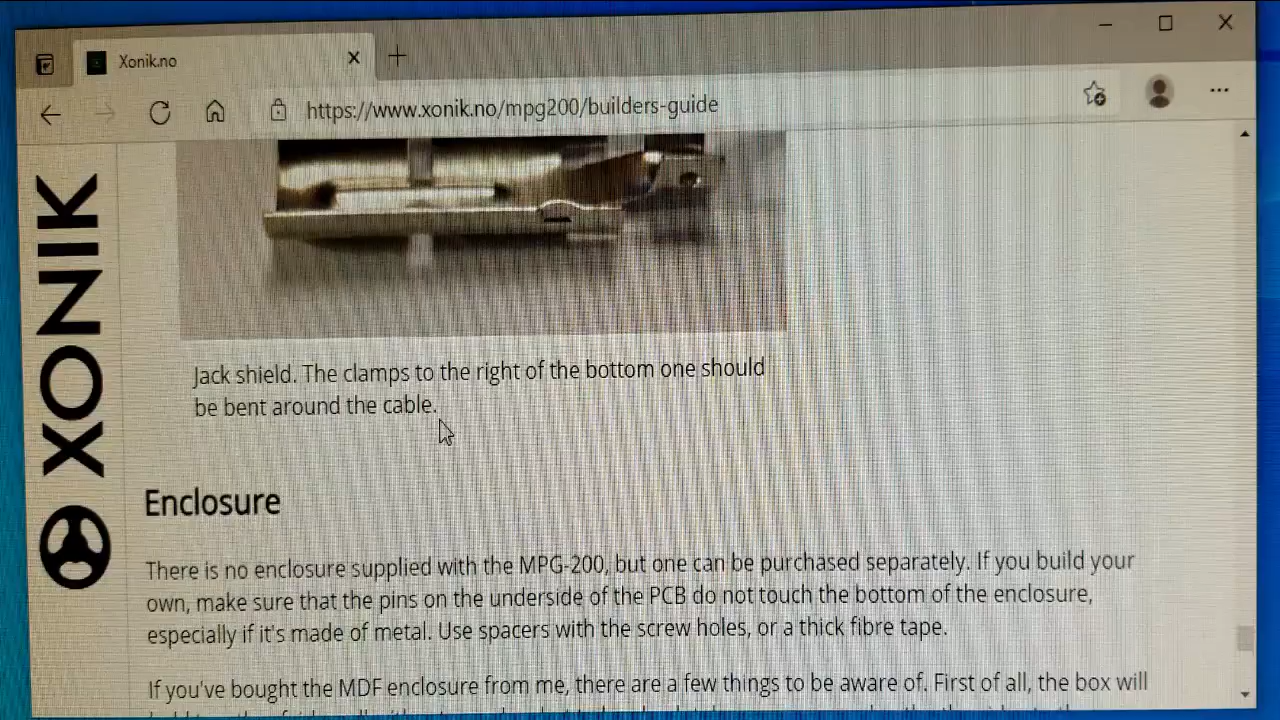 Xonik.no
https://www.xonik.no/mpg200/builders-guide
XONIK
Jack shield. The clamps to the right of the bottom one should
be bent around the cable.
Enclosure
There is no enclosure supplied with the MPG-200, but one can be purchased separately. If you build your
own, make sure that the pins on the underside of the PCB do not touch the bottom of the enclosure,
especially if it's made of metal. Use spacers with the screw holes, or a thick fibre tape.
If you've bought the MDF enclosure from me, there are a few things to be aware of. First of all, the box will